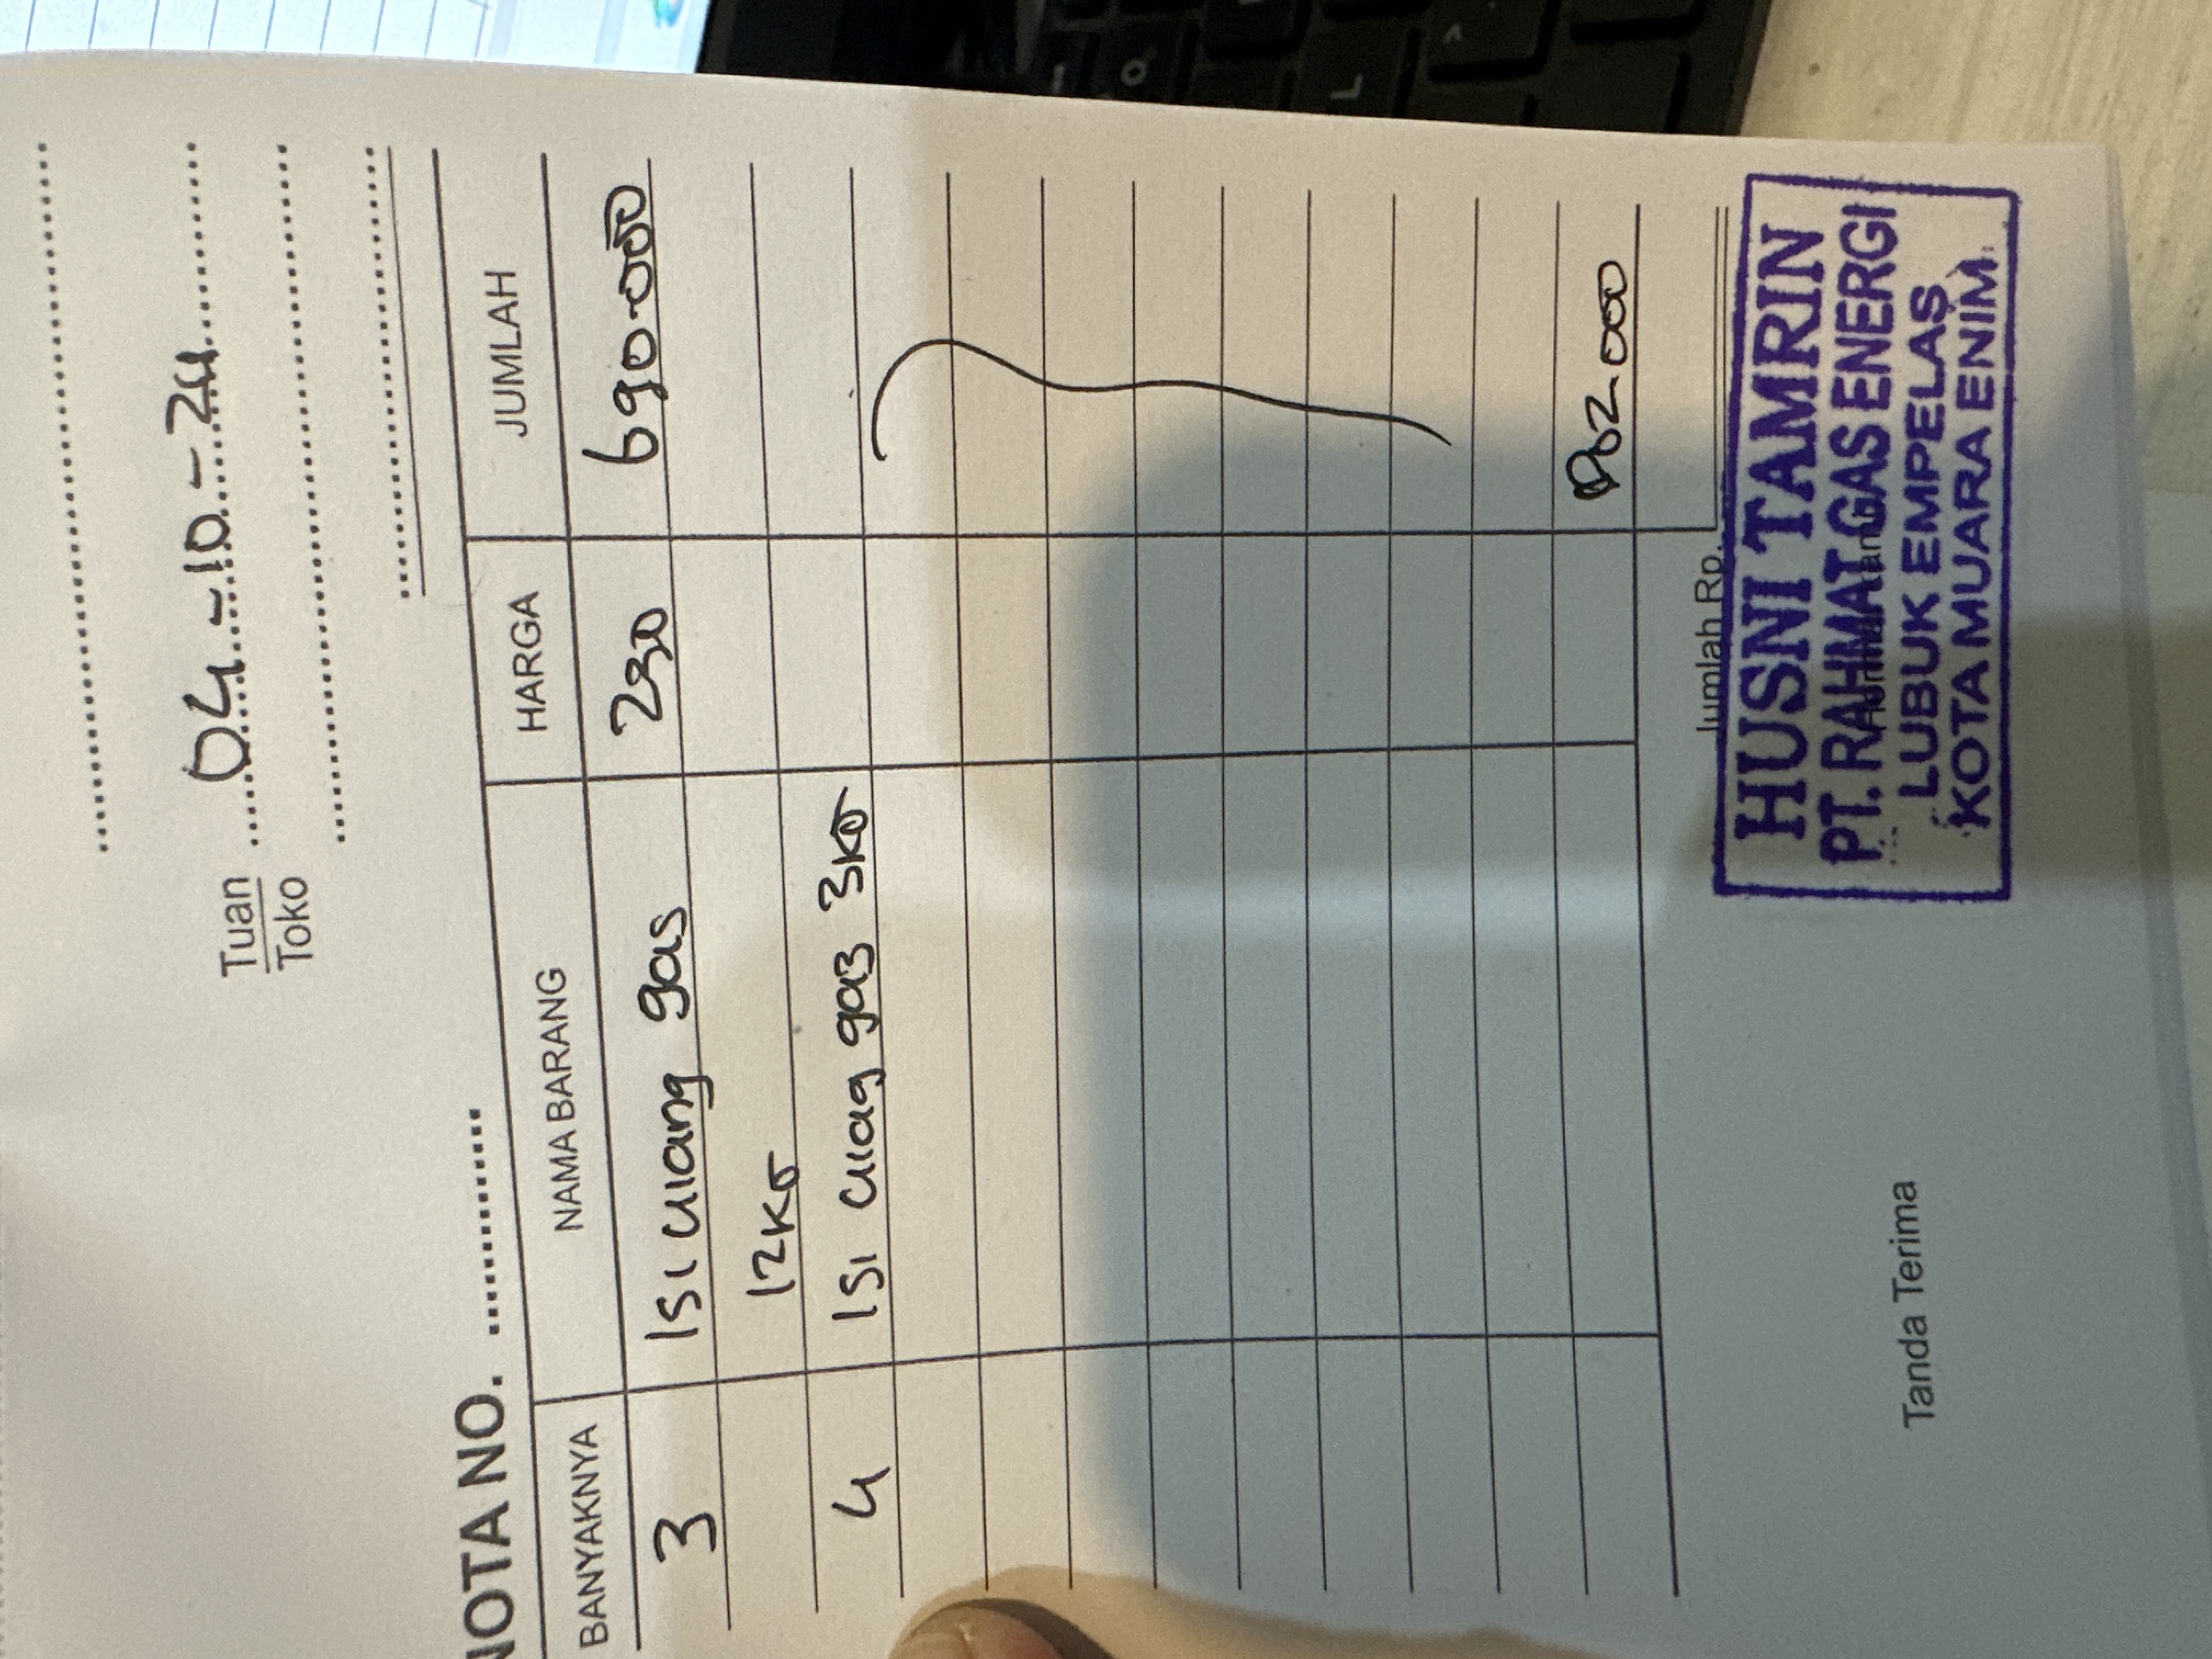 Tuan 04-10-24
Toko
NOTA NO.
BANYAKNYA NAMA BARANG HARGA JUMLAH
3 Isi ulang gas 230 690.000
12kg
4 Isi ulag gas 3kg
02.000
Jumlah Rp.
Tanda Terima
HUSNI TAMRIN
PT. RAHMAT GAS ENERGI
LUBUK EMPELAS
KOTA MUARA ENIM